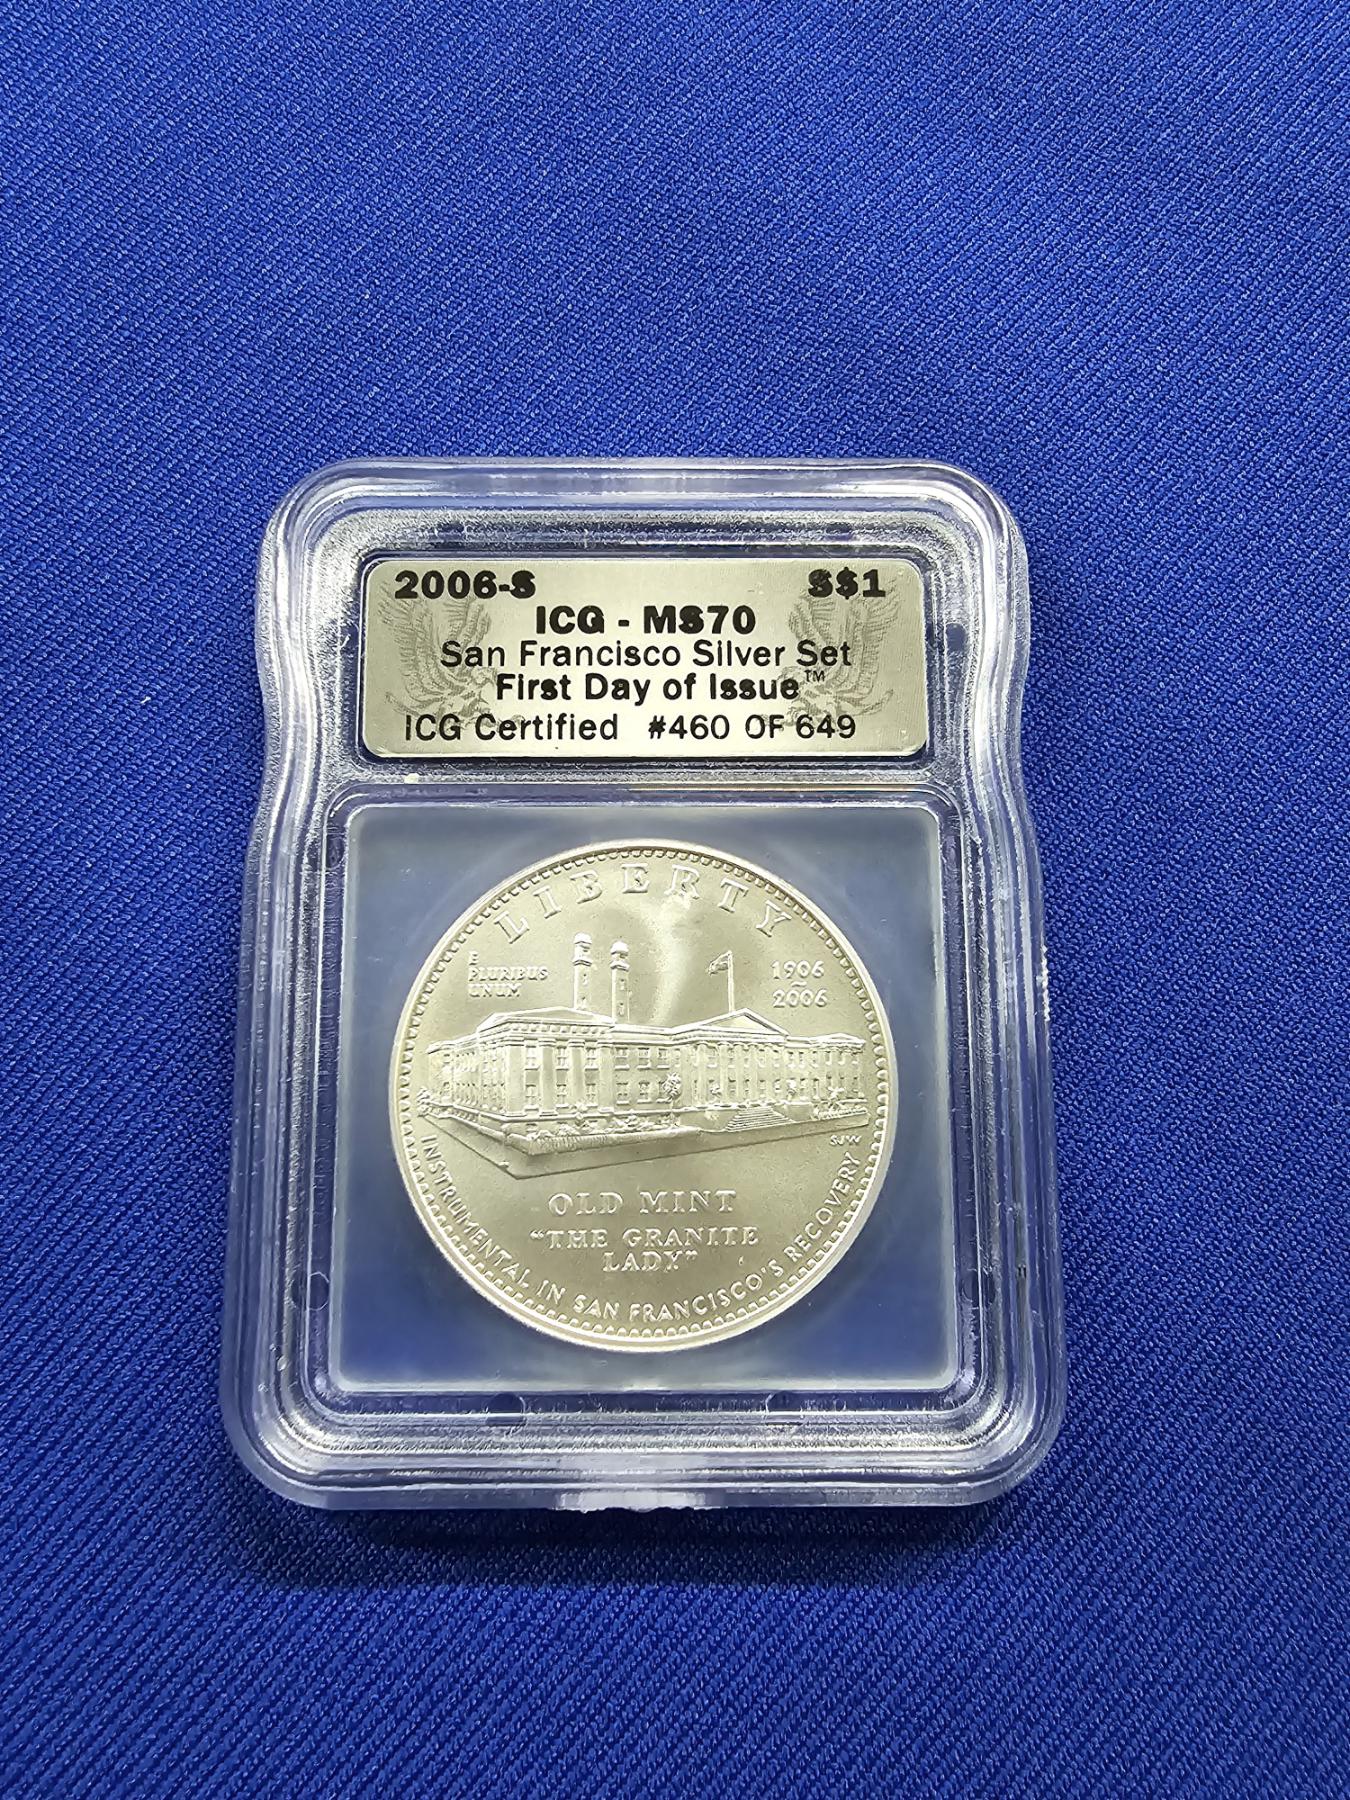 2006-S S$1
ICG - MS70
San Francisco Silver Set
First Day of Issue™
ICG Certified #460 OF 649
LIBERTY
E
PLURIBUS
UNUM
1906
~
2006
SJW
OLD MINT
"THE GRANITE
LADY"
INSTRUMENTAL IN SAN FRANCISCO'S RECOVERY